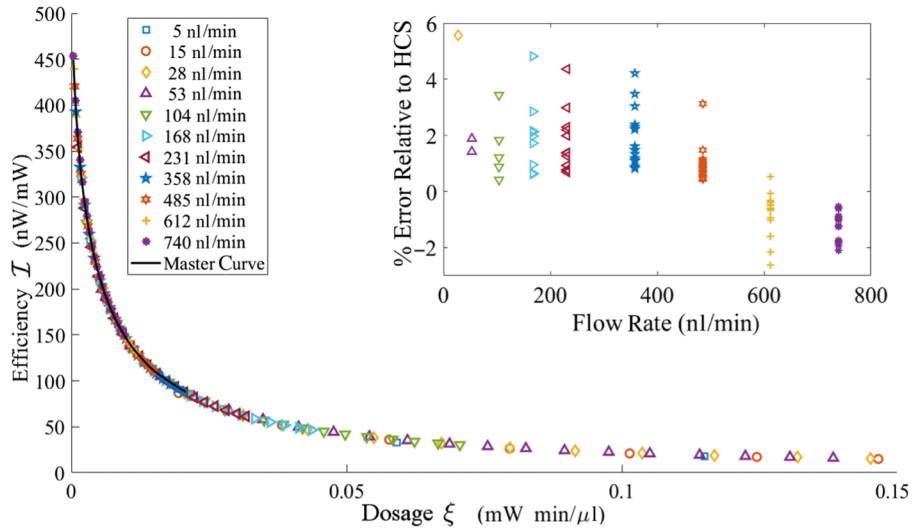 450
400
350
300
250
200
150
100
50
0
Efficiency ℐ (nW/mW)
5 nl/min
15 nl/min
28 nl/min
53 nl/min
104 nl/min
168 nl/min
231 nl/min
358 nl/min
485 nl/min
612 nl/min
740 nl/min
Master Curve
6
4
2
0
−2
% Error Relative to HCS
0 200 400 600 800
Flow Rate (nl/min)
0 0.05 0.1 0.15
Dosage ξ (mW min/μl)